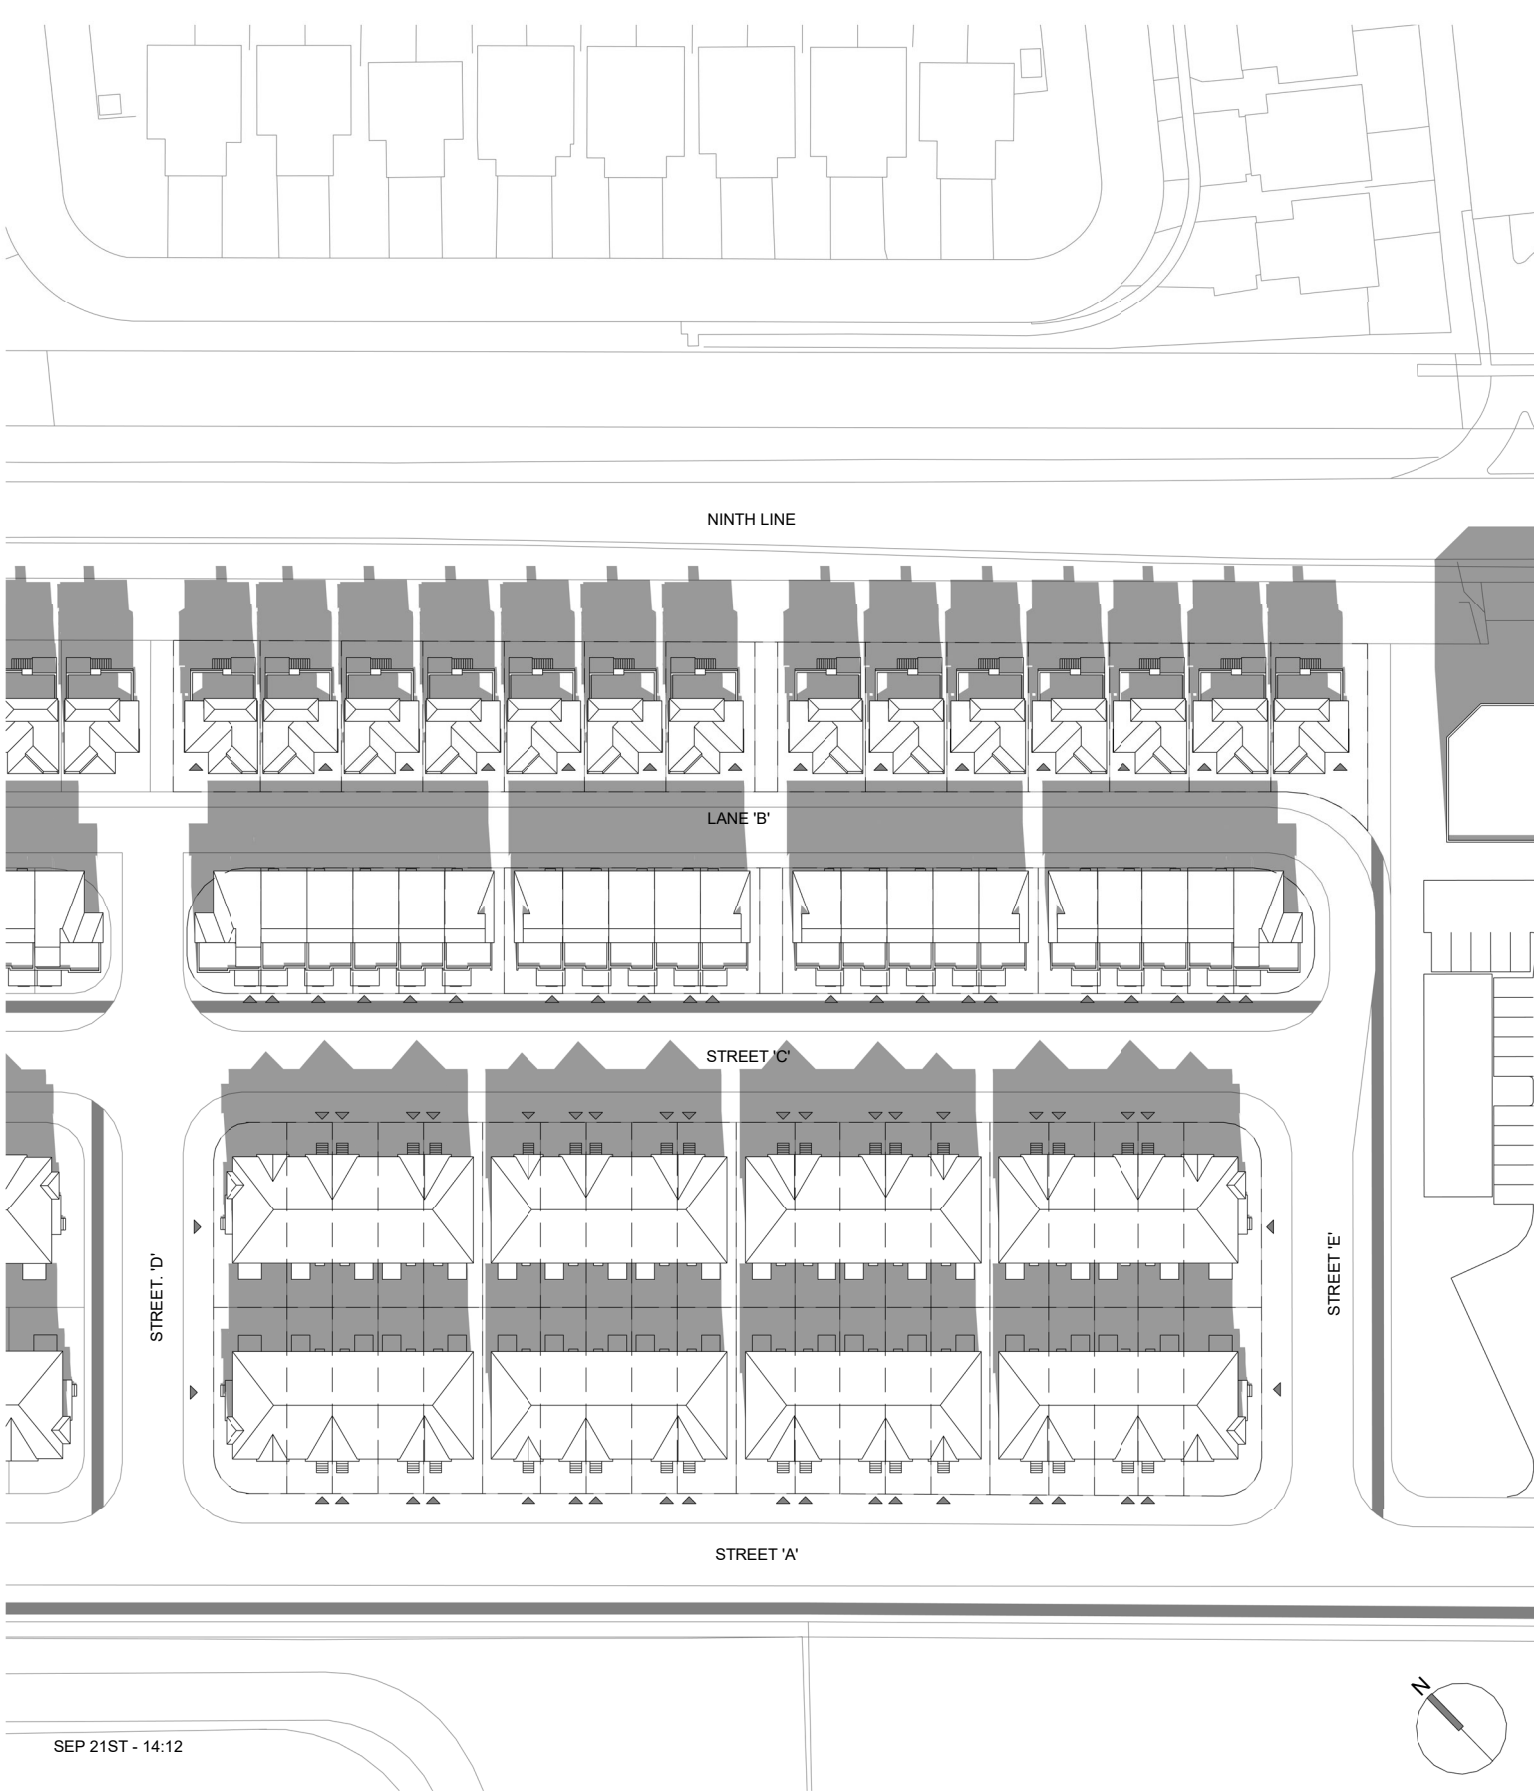 NINTH LINE
LANE 'B'
STREET 'C'
STREET. 'D'
STREET 'E'
STREET 'A'
N
SEP 21ST - 14:12